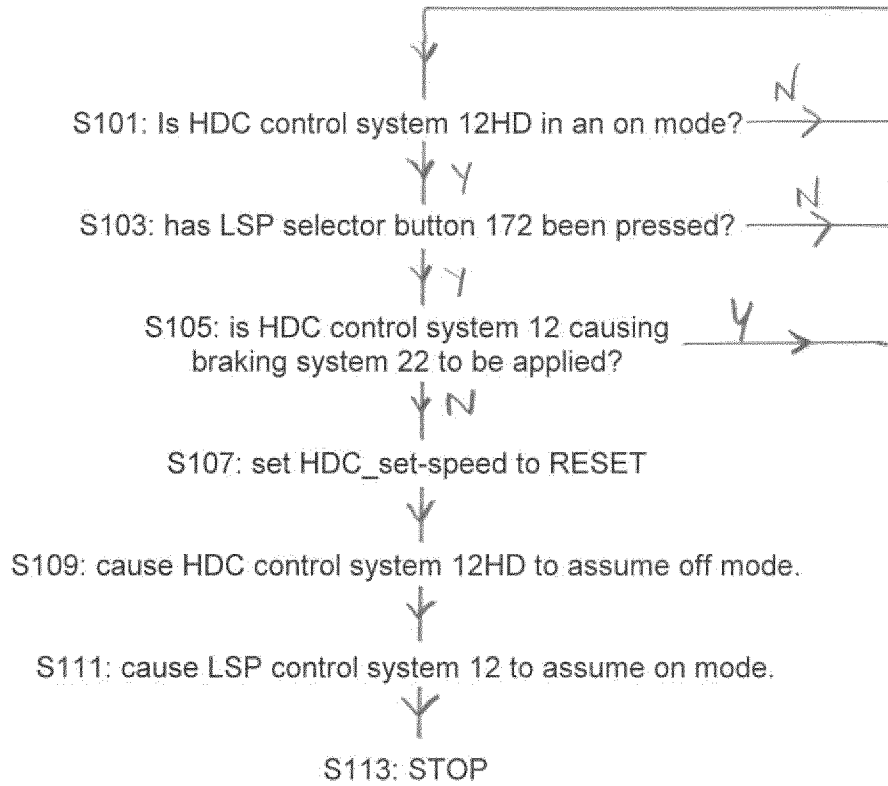 S101: Is HDC control system 12HD in an on mode?
N
Y
S103: has LSP selector button 172 been pressed?
N
Y
S105: is HDC control system 12 causing
braking system 22 to be applied?
Y
N
S107: set HDC_set-speed to RESET
S109: cause HDC control system 12HD to assume off mode.
S111: cause LSP control system 12 to assume on mode.
S113: STOP